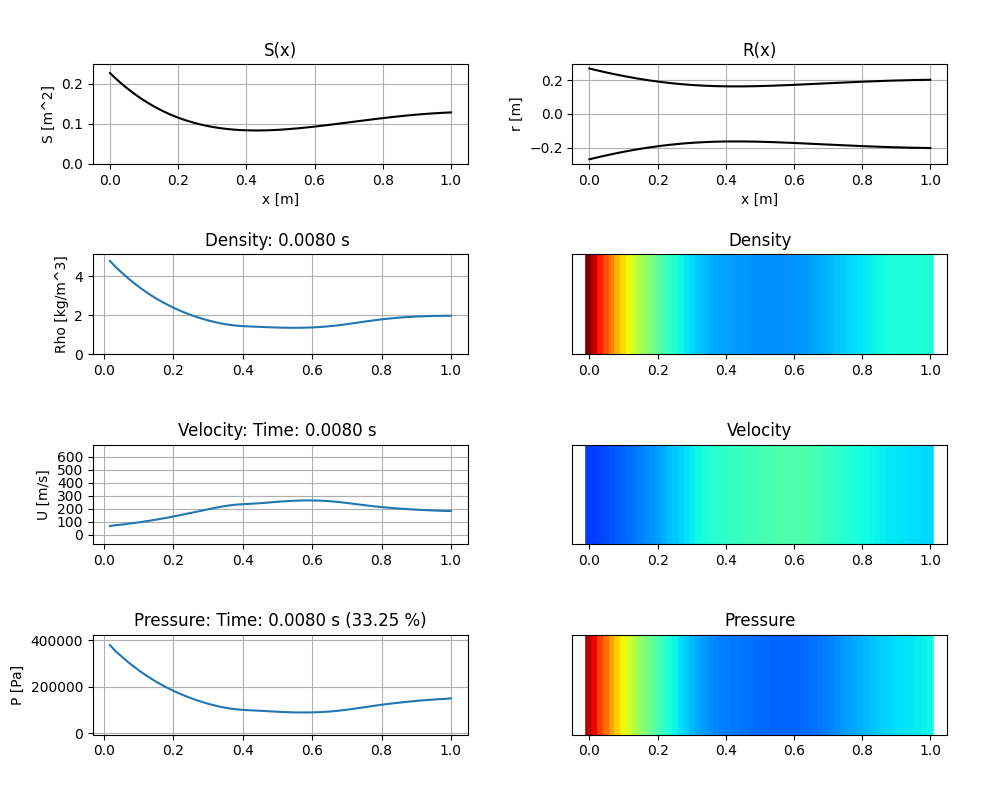 S(x)
S [m^2]
0.2
0.1
0.0
0.0 0.2 0.4 0.6 0.8 1.0
x [m]
R(x)
r [m]
0.2
0.0
−0.2
0.0 0.2 0.4 0.6 0.8 1.0
x [m]
Density: 0.0080 s
Rho [kg/m^3]
4
2
0
0.0 0.2 0.4 0.6 0.8 1.0
Density
0.0 0.2 0.4 0.6 0.8 1.0
Velocity: Time: 0.0080 s
U [m/s]
600
500
400
300
200
100
0
0.0 0.2 0.4 0.6 0.8 1.0
Velocity
0.0 0.2 0.4 0.6 0.8 1.0
Pressure: Time: 0.0080 s (33.25 %)
P [Pa]
400000
200000
0
0.0 0.2 0.4 0.6 0.8 1.0
Pressure
0.0 0.2 0.4 0.6 0.8 1.0